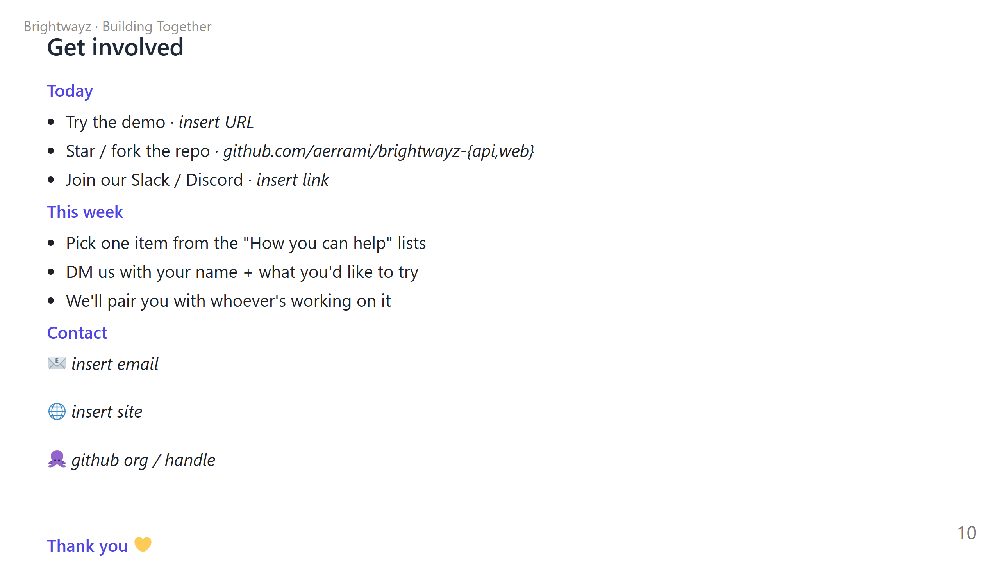 Brightwayz · Building Together
Get involved
Today
• Try the demo · insert URL
• Star / fork the repo · github.com/aerrami/brightwayz-{api,web}
• Join our Slack / Discord · insert link
This week
• Pick one item from the "How you can help" lists
• DM us with your name + what you'd like to try
• We'll pair you with whoever's working on it
Contact
📧 insert email
🌐 insert site
🐙 github org / handle
Thank you 💛
10